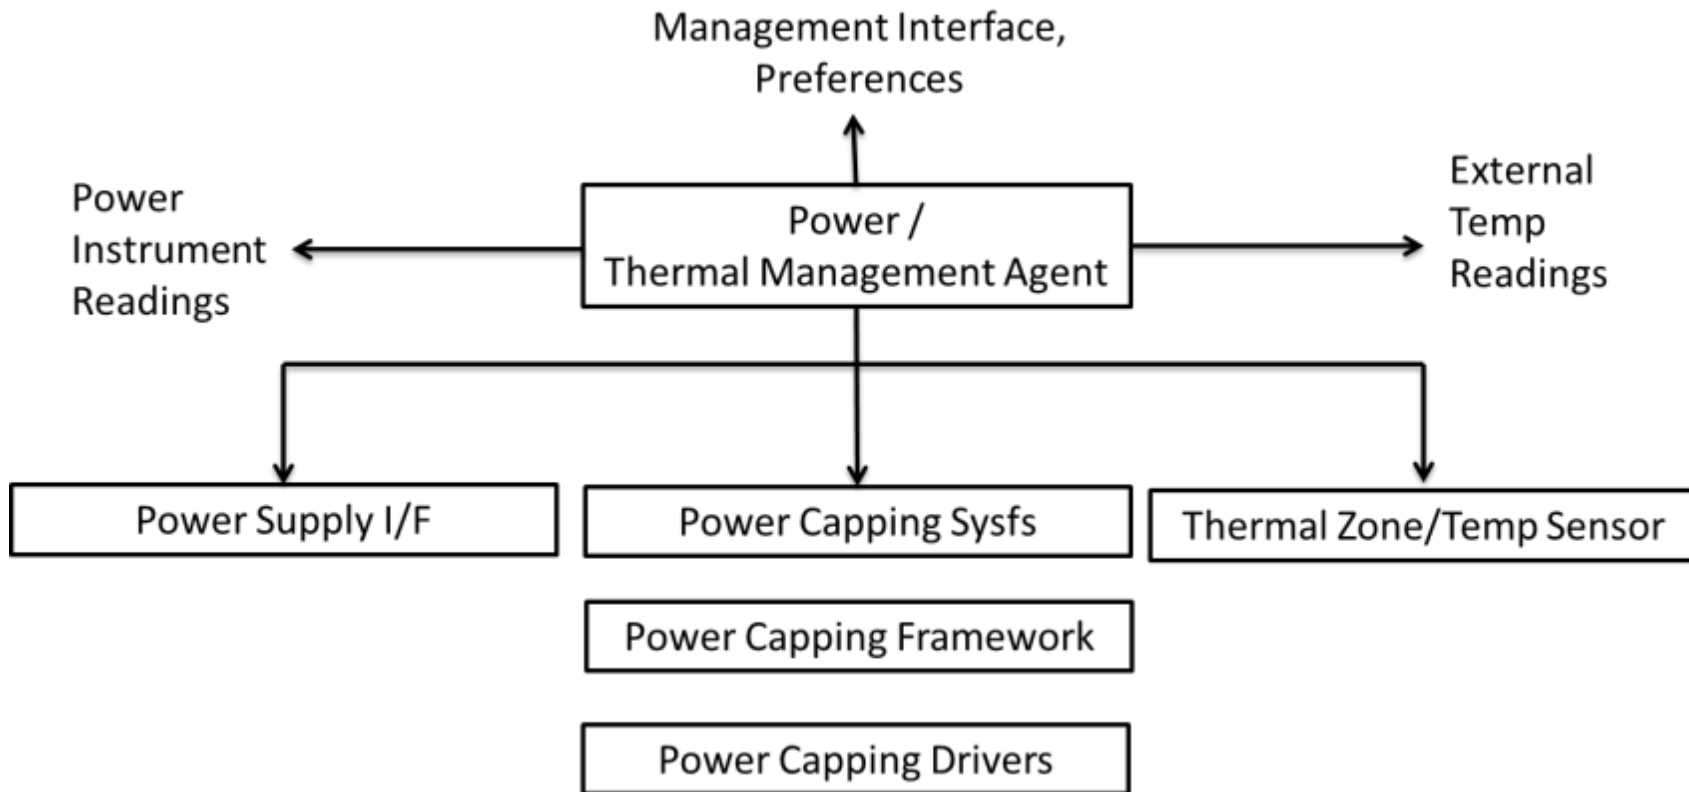 Management Interface,
Preferences
Power
Instrument
Readings
Power /
Thermal Management Agent
External
Temp
Readings
Power Supply I/F
Power Capping Sysfs
Thermal Zone/Temp Sensor
Power Capping Framework
Power Capping Drivers